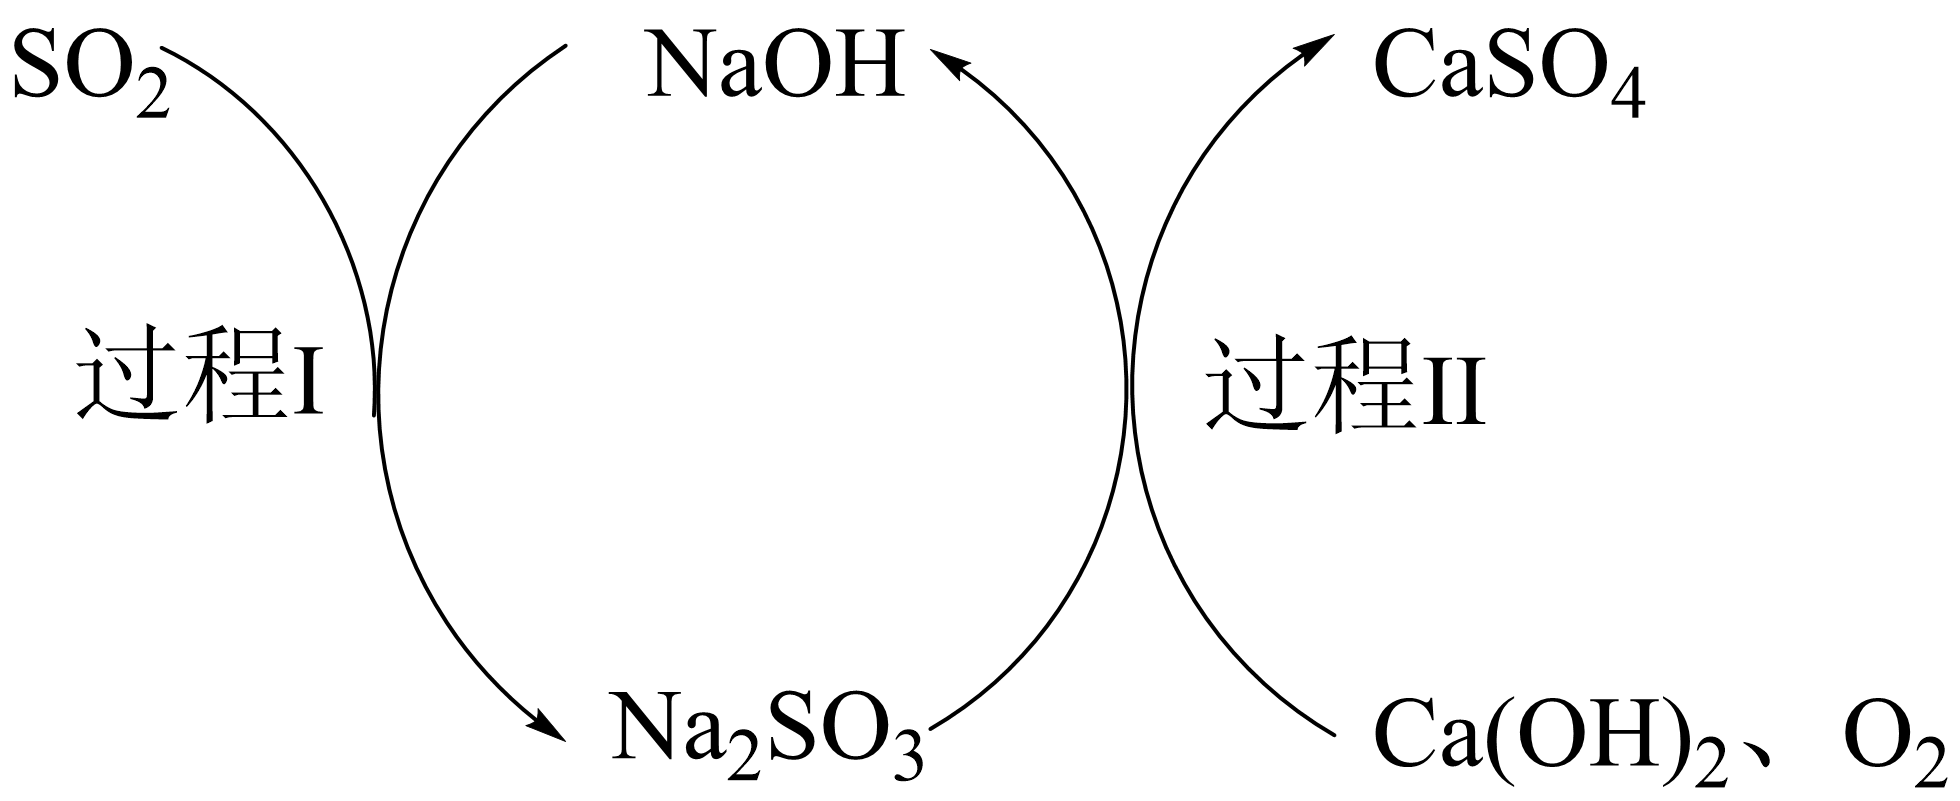 SO₂ NaOH CaSO₄
过程I 过程II
Na₂SO₃ Ca(OH)₂、O₂